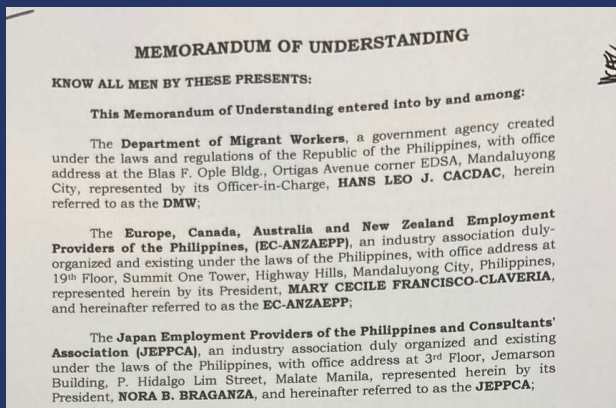 MEMORANDUM OF UNDERSTANDING
KNOW ALL MEN BY THESE PRESENTS:
This Memorandum of Understanding entered into by and among:
The Department of Migrant Workers, a government agency created
under the laws and regulations of the Republic of the Philippines, with office
address at the Blas F. Ople Bldg., Ortigas Avenue corner EDSA, Mandaluyong
City, represented by its Officer-in-Charge, HANS LEO J. CACDAC, herein
referred to as the DMW;
The Europe, Canada, Australia and New Zealand Employment
Providers of the Philippines, (EC-ANZAEPP), an industry association duly-
organized and existing under the laws of the Philippines, with office address at
19th Floor, Summit One Tower, Highway Hills, Mandaluyong City, Philippines,
represented herein by its President, MARY CECILE FRANCISCO-CLAVERIA,
and hereinafter referred to as the EC-ANZAEPP;
The Japan Employment Providers of the Philippines and Consultants'
Association (JEPPCA), an industry association duly organized and existing
under the laws of the Philippines, with office address at 3rd Floor, Jemarson
Building, P. Hidalgo Lim Street, Malate Manila, represented herein by its
President, NORA B. BRAGANZA, and hereinafter referred to as the JEPPCA;